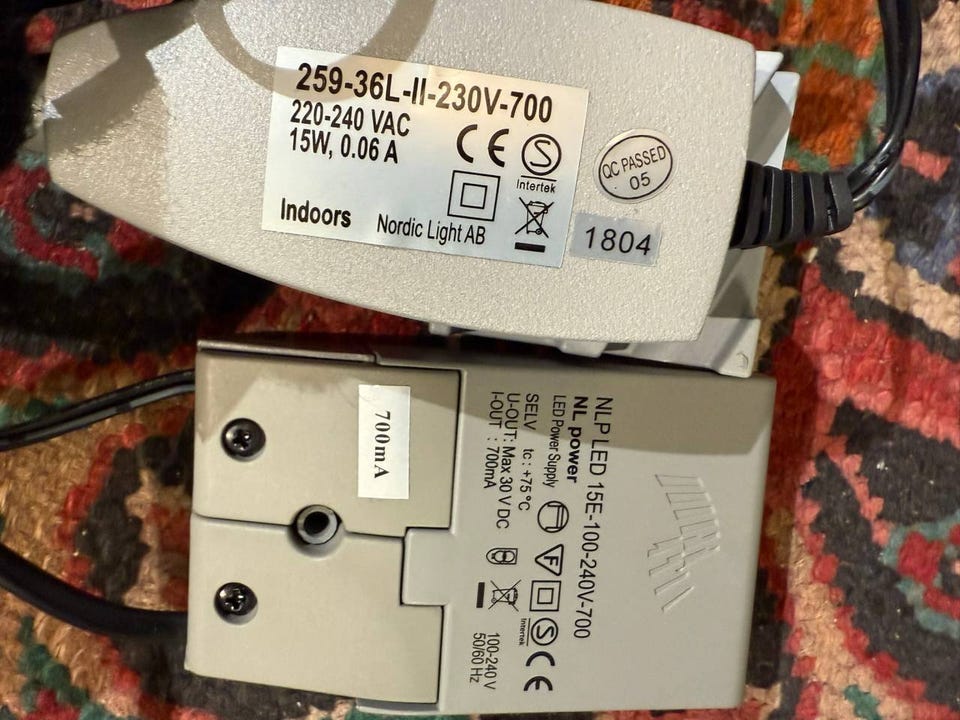 259-36L-II-230V-700
220-240 VAC
15W, 0.06 A
CE S
Intertek
Indoors
Nordic Light AB
QC PASSED
05
1804
700mA
NLP LED 15E-100-240V-700
NL power
LED Power Supply
F S CE
Intertek
SELV tc: +75°C
U-OUT: Max 30 V DC
I-OUT : 700mA
100-240 V
50/60 Hz